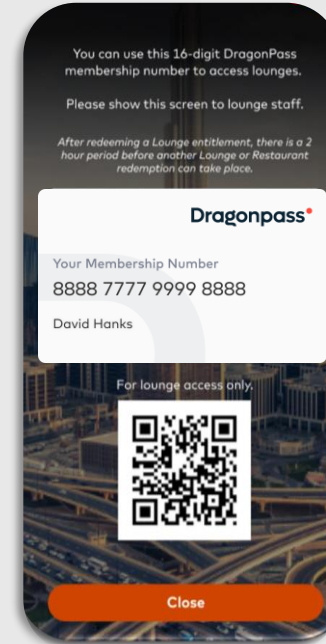 You can use this 16-digit DragonPass
membership number to access lounges.
Please show this screen to lounge staff.
After redeeming a Lounge entitlement, there is a 2
hour period before another Lounge or Restaurant
redemption can take place.
Dragonpass
Your Membership Number
8888 7777 9999 8888
David Hanks
For lounge access only.
Close